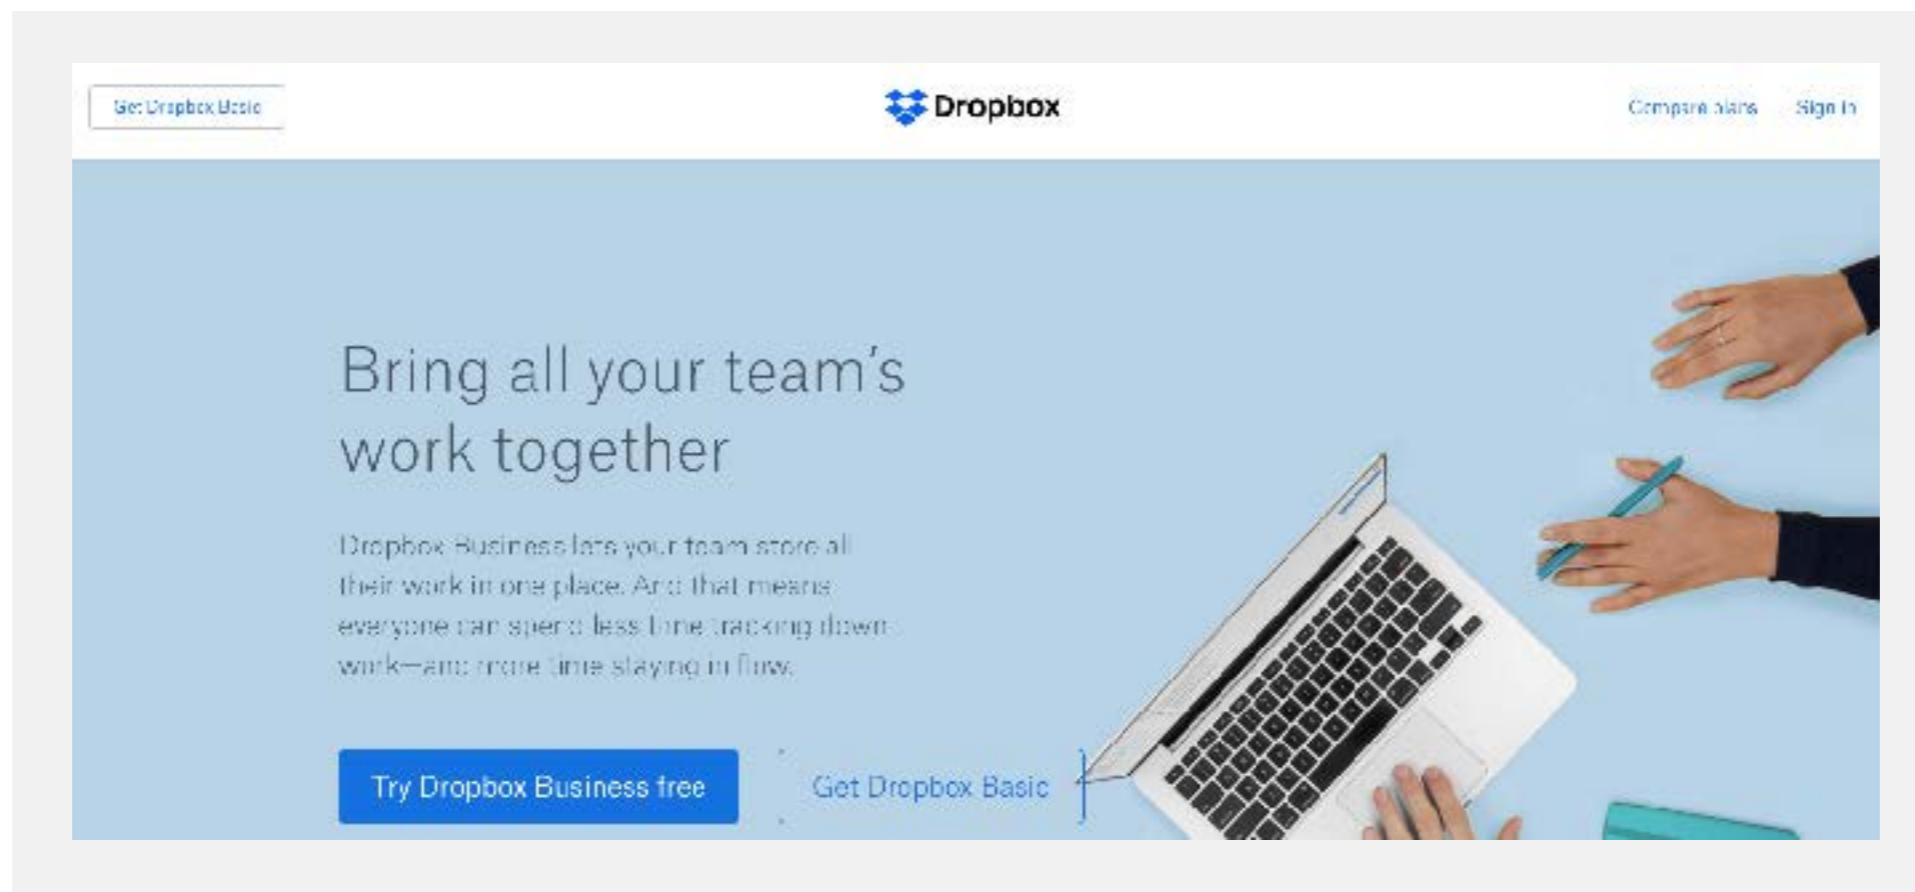 Get Dropbox Basic
Dropbox
Compare plans
Sign in
Bring all your team's
work together
Dropbox Business lets your team store all
their work in one place. And that means
everyone can spend less time tracking down
work—and more time staying in flow.
Try Dropbox Business free
Get Dropbox Basic